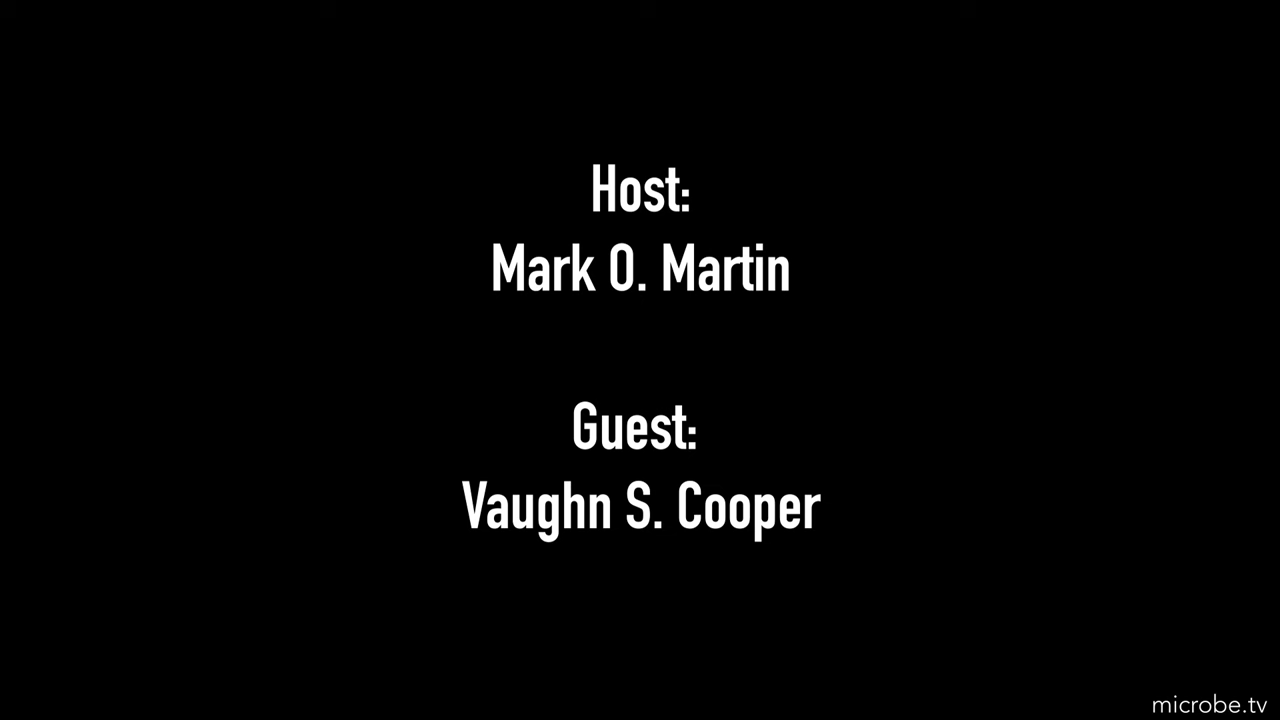 Host:
Mark O. Martin
Guest:
Vaughn S. Cooper
microbe.tv